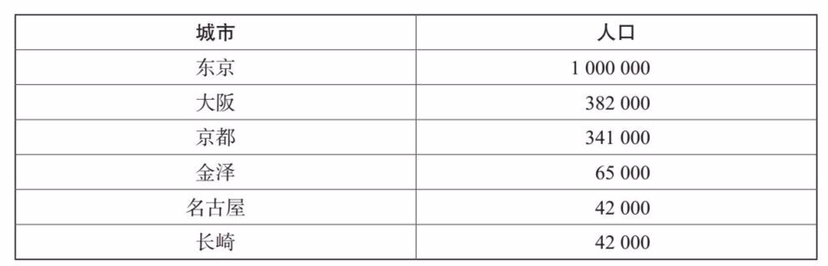 城市 人口
东京 1 000 000
大阪 382 000
京都 341 000
金泽 65 000
名古屋 42 000
长崎 42 000